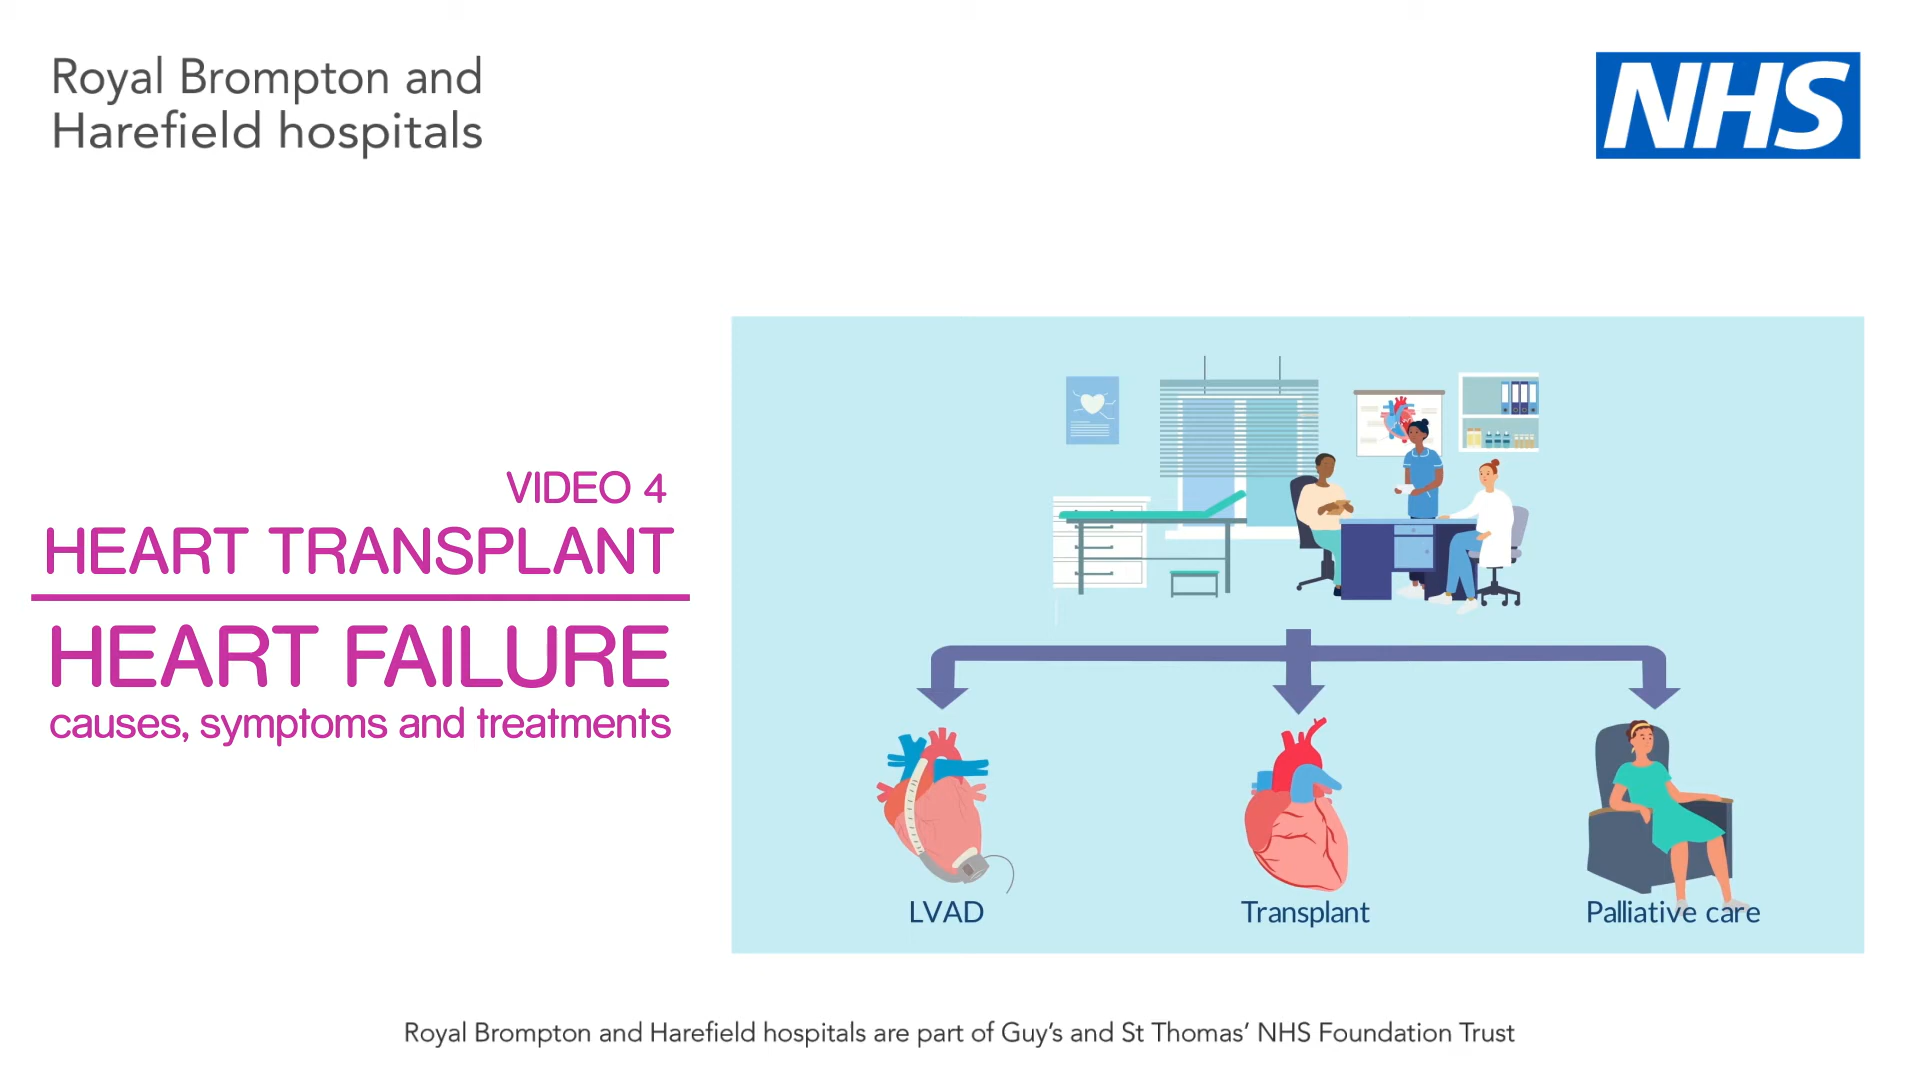 Royal Brompton and
Harefield hospitals
NHS
VIDEO 4
HEART TRANSPLANT
HEART FAILURE
causes, symptoms and treatments
LVAD
Transplant
Palliative care
Royal Brompton and Harefield hospitals are part of Guy's and St Thomas' NHS Foundation Trust